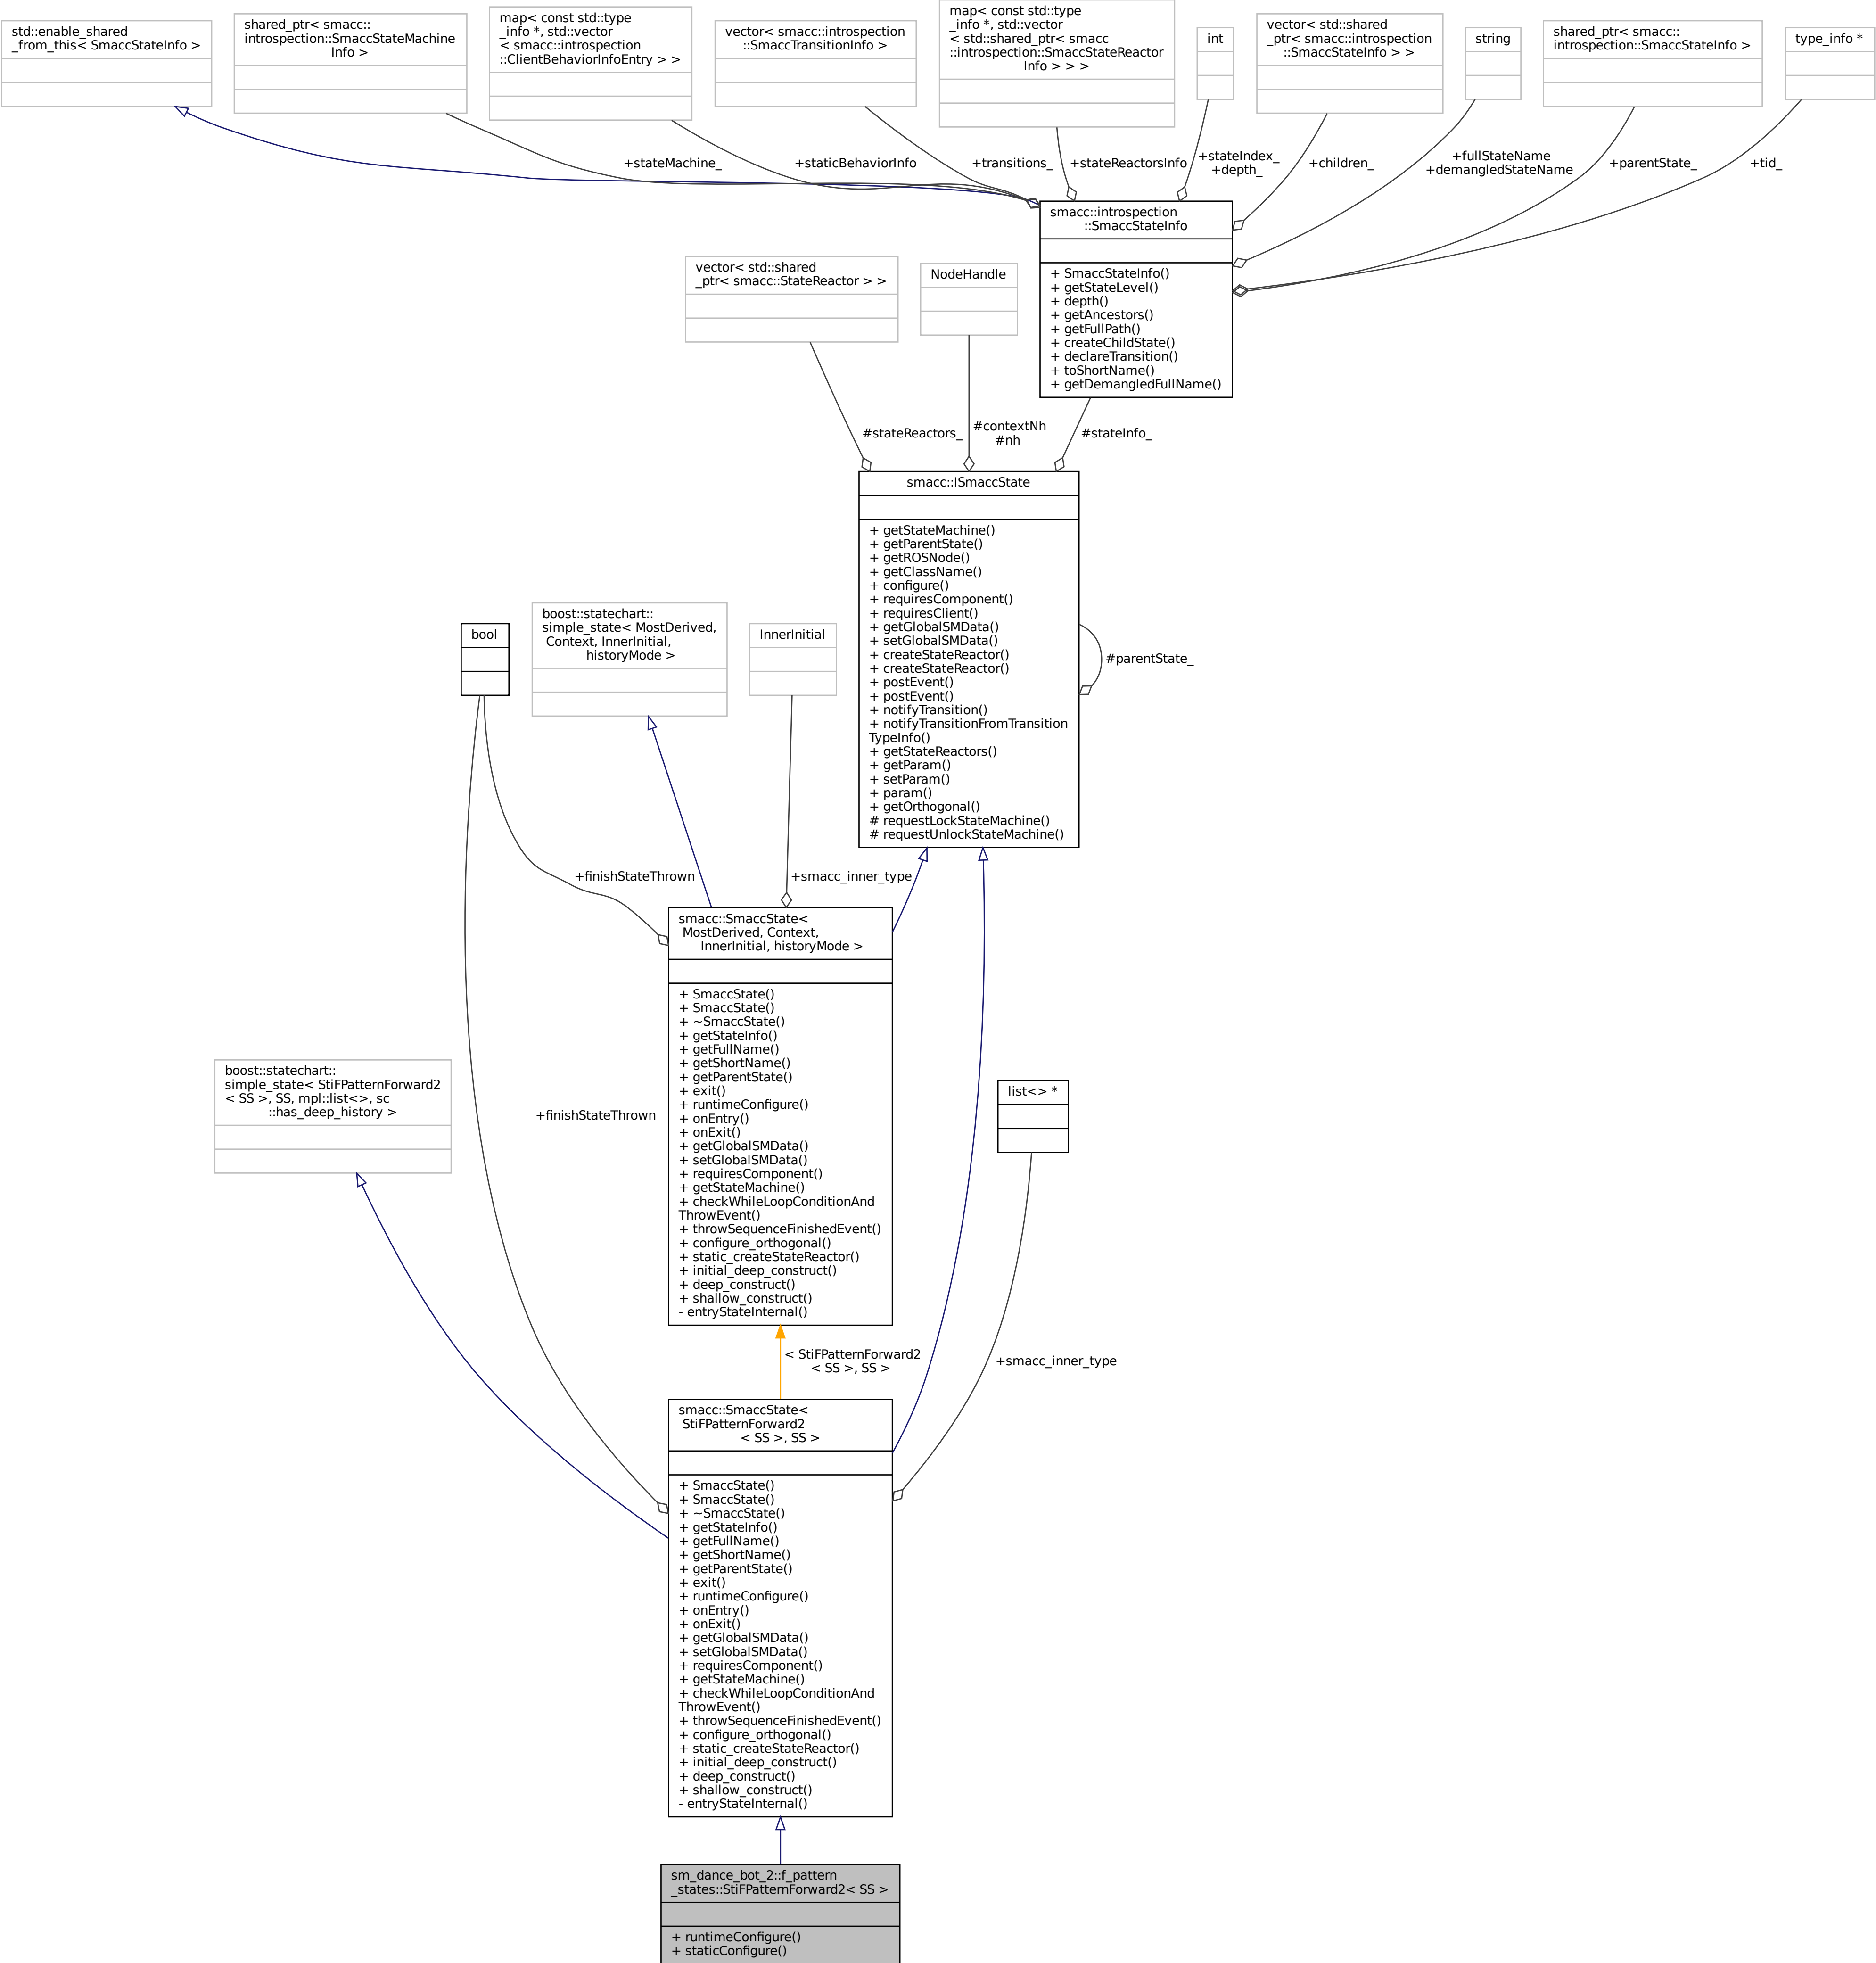 std::enable_shared
_from_this< SmaccStateInfo >
shared_ptr< smacc::
introspection::SmaccStateMachine
Info >
map< const std::type
_info *, std::vector
< smacc::introspection
::ClientBehaviorInfoEntry > >
vector< smacc::introspection
::SmaccTransitionInfo >
map< const std::type
_info *, std::vector
< std::shared_ptr< smacc
::introspection::SmaccStateReactor
Info > > >
int
vector< std::shared
_ptr< smacc::introspection
::SmaccStateInfo > >
string
shared_ptr< smacc::
introspection::SmaccStateInfo >
type_info *
+stateMachine_
+staticBehaviorInfo
+transitions_
+stateReactorsInfo
+stateIndex_
+depth_
+children_
+fullStateName
+demangledStateName
+parentState_
+tid_
smacc::introspection
::SmaccStateInfo
+ SmaccStateInfo()
+ getStateLevel()
+ depth()
+ getAncestors()
+ getFullPath()
+ createChildState()
+ declareTransition()
+ toShortName()
+ getDemangledFullName()
vector< std::shared
_ptr< smacc::StateReactor > >
NodeHandle
#stateReactors_
#contextNh
#nh
#stateInfo_
smacc::ISmaccState
+ getStateMachine()
+ getParentState()
+ getROSNode()
+ getClassName()
+ configure()
+ requiresComponent()
+ requiresClient()
+ getGlobalSMData()
+ setGlobalSMData()
+ createStateReactor()
+ createStateReactor()
+ postEvent()
+ postEvent()
+ notifyTransition()
+ notifyTransitionFromTransition
TypeInfo()
+ getStateReactors()
+ getParam()
+ setParam()
+ param()
+ getOrthogonal()
# requestLockStateMachine()
# requestUnlockStateMachine()
#parentState_
bool
boost::statechart::
simple_state< MostDerived,
Context, InnerInitial,
historyMode >
InnerInitial
+finishStateThrown
+smacc_inner_type
smacc::SmaccState<
MostDerived, Context,
InnerInitial, historyMode >
+ SmaccState()
+ SmaccState()
+ ~SmaccState()
+ getStateInfo()
+ getFullName()
+ getShortName()
+ getParentState()
+ exit()
+ runtimeConfigure()
+ onEntry()
+ onExit()
+ getGlobalSMData()
+ setGlobalSMData()
+ requiresComponent()
+ getStateMachine()
+ checkWhileLoopConditionAnd
ThrowEvent()
+ throwSequenceFinishedEvent()
+ configure_orthogonal()
+ static_createStateReactor()
+ initial_deep_construct()
+ deep_construct()
+ shallow_construct()
- entryStateInternal()
boost::statechart::
simple_state< StiFPatternForward2
< SS >, SS, mpl::list<>, sc
::has_deep_history >
+finishStateThrown
list<> *
< StiFPatternForward2
< SS >, SS >
+smacc_inner_type
smacc::SmaccState<
StiFPatternForward2
< SS >, SS >
+ SmaccState()
+ SmaccState()
+ ~SmaccState()
+ getStateInfo()
+ getFullName()
+ getShortName()
+ getParentState()
+ exit()
+ runtimeConfigure()
+ onEntry()
+ onExit()
+ getGlobalSMData()
+ setGlobalSMData()
+ requiresComponent()
+ getStateMachine()
+ checkWhileLoopConditionAnd
ThrowEvent()
+ throwSequenceFinishedEvent()
+ configure_orthogonal()
+ static_createStateReactor()
+ initial_deep_construct()
+ deep_construct()
+ shallow_construct()
- entryStateInternal()
sm_dance_bot_2::f_pattern
_states::StiFPatternForward2< SS >
+ runtimeConfigure()
+ staticConfigure()